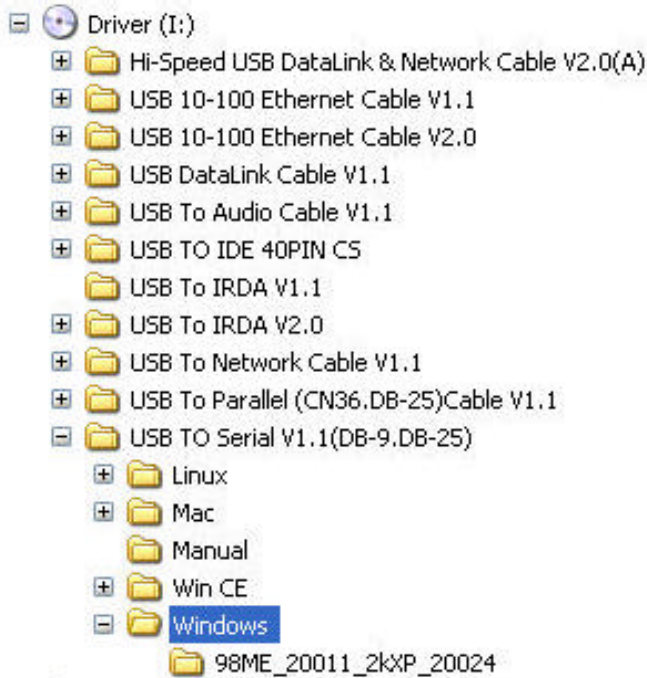 Driver (I:)
Hi-Speed USB DataLink & Network Cable V2.0(A)
USB 10-100 Ethernet Cable V1.1
USB 10-100 Ethernet Cable V2.0
USB DataLink Cable V1.1
USB To Audio Cable V1.1
USB TO IDE 40PIN CS
USB To IRDA V1.1
USB To IRDA V2.0
USB To Network Cable V1.1
USB To Parallel (CN36.DB-25)Cable V1.1
USB TO Serial V1.1(DB-9.DB-25)
Linux
Mac
Manual
Win CE
Windows
98ME_20011_2kXP_20024